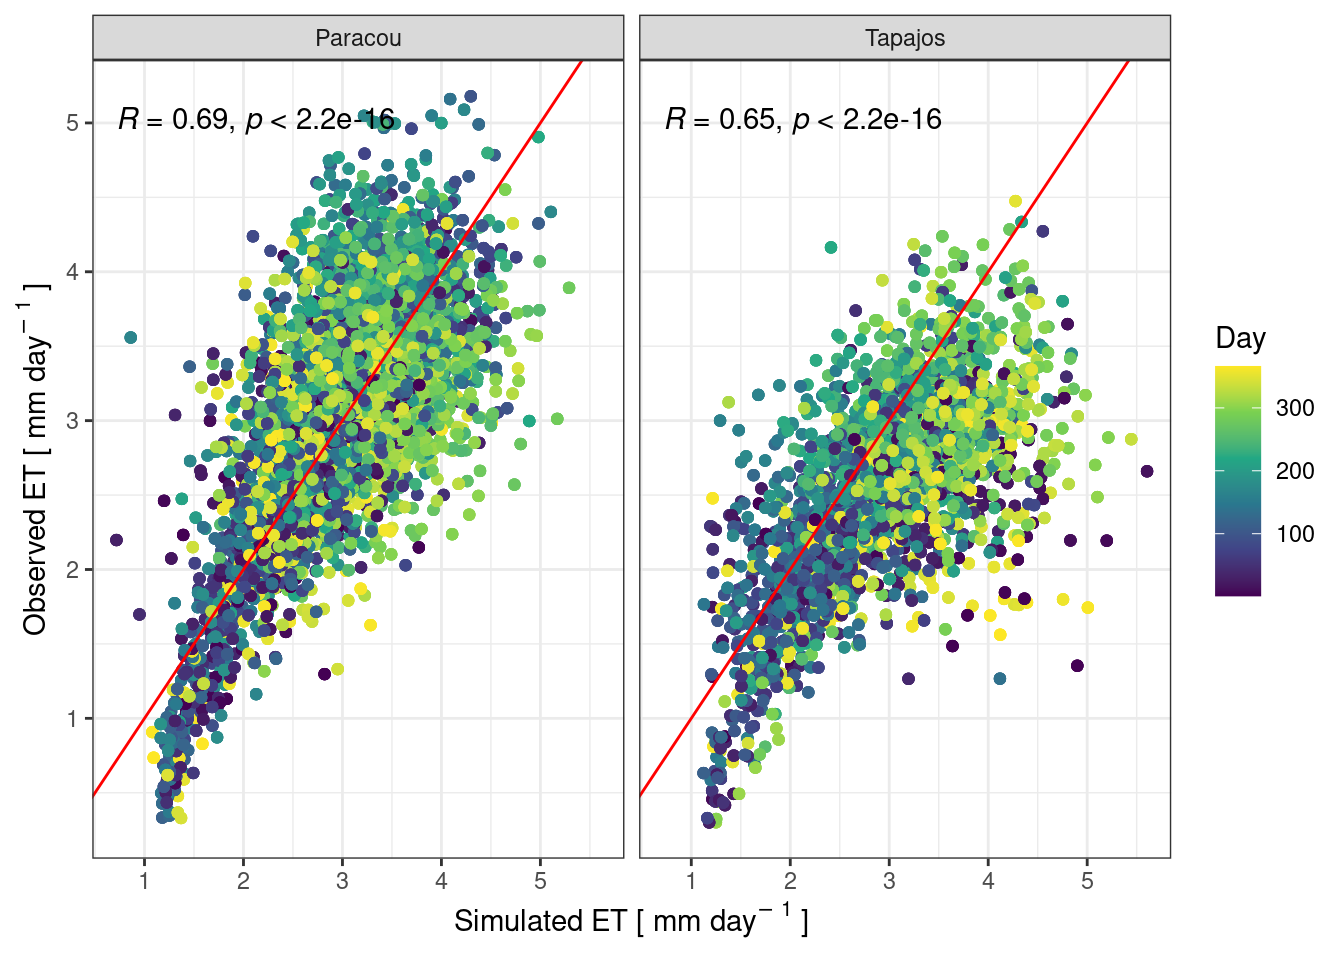 Paracou
Tapajos
R = 0.69, p < 2.2e-16
R = 0.65, p < 2.2e-16
5
4
3
2
1
Observed ET [ mm day⁻¹ ]
1 2 3 4 5
1 2 3 4 5
Simulated ET [ mm day⁻¹ ]
Day
300
200
100